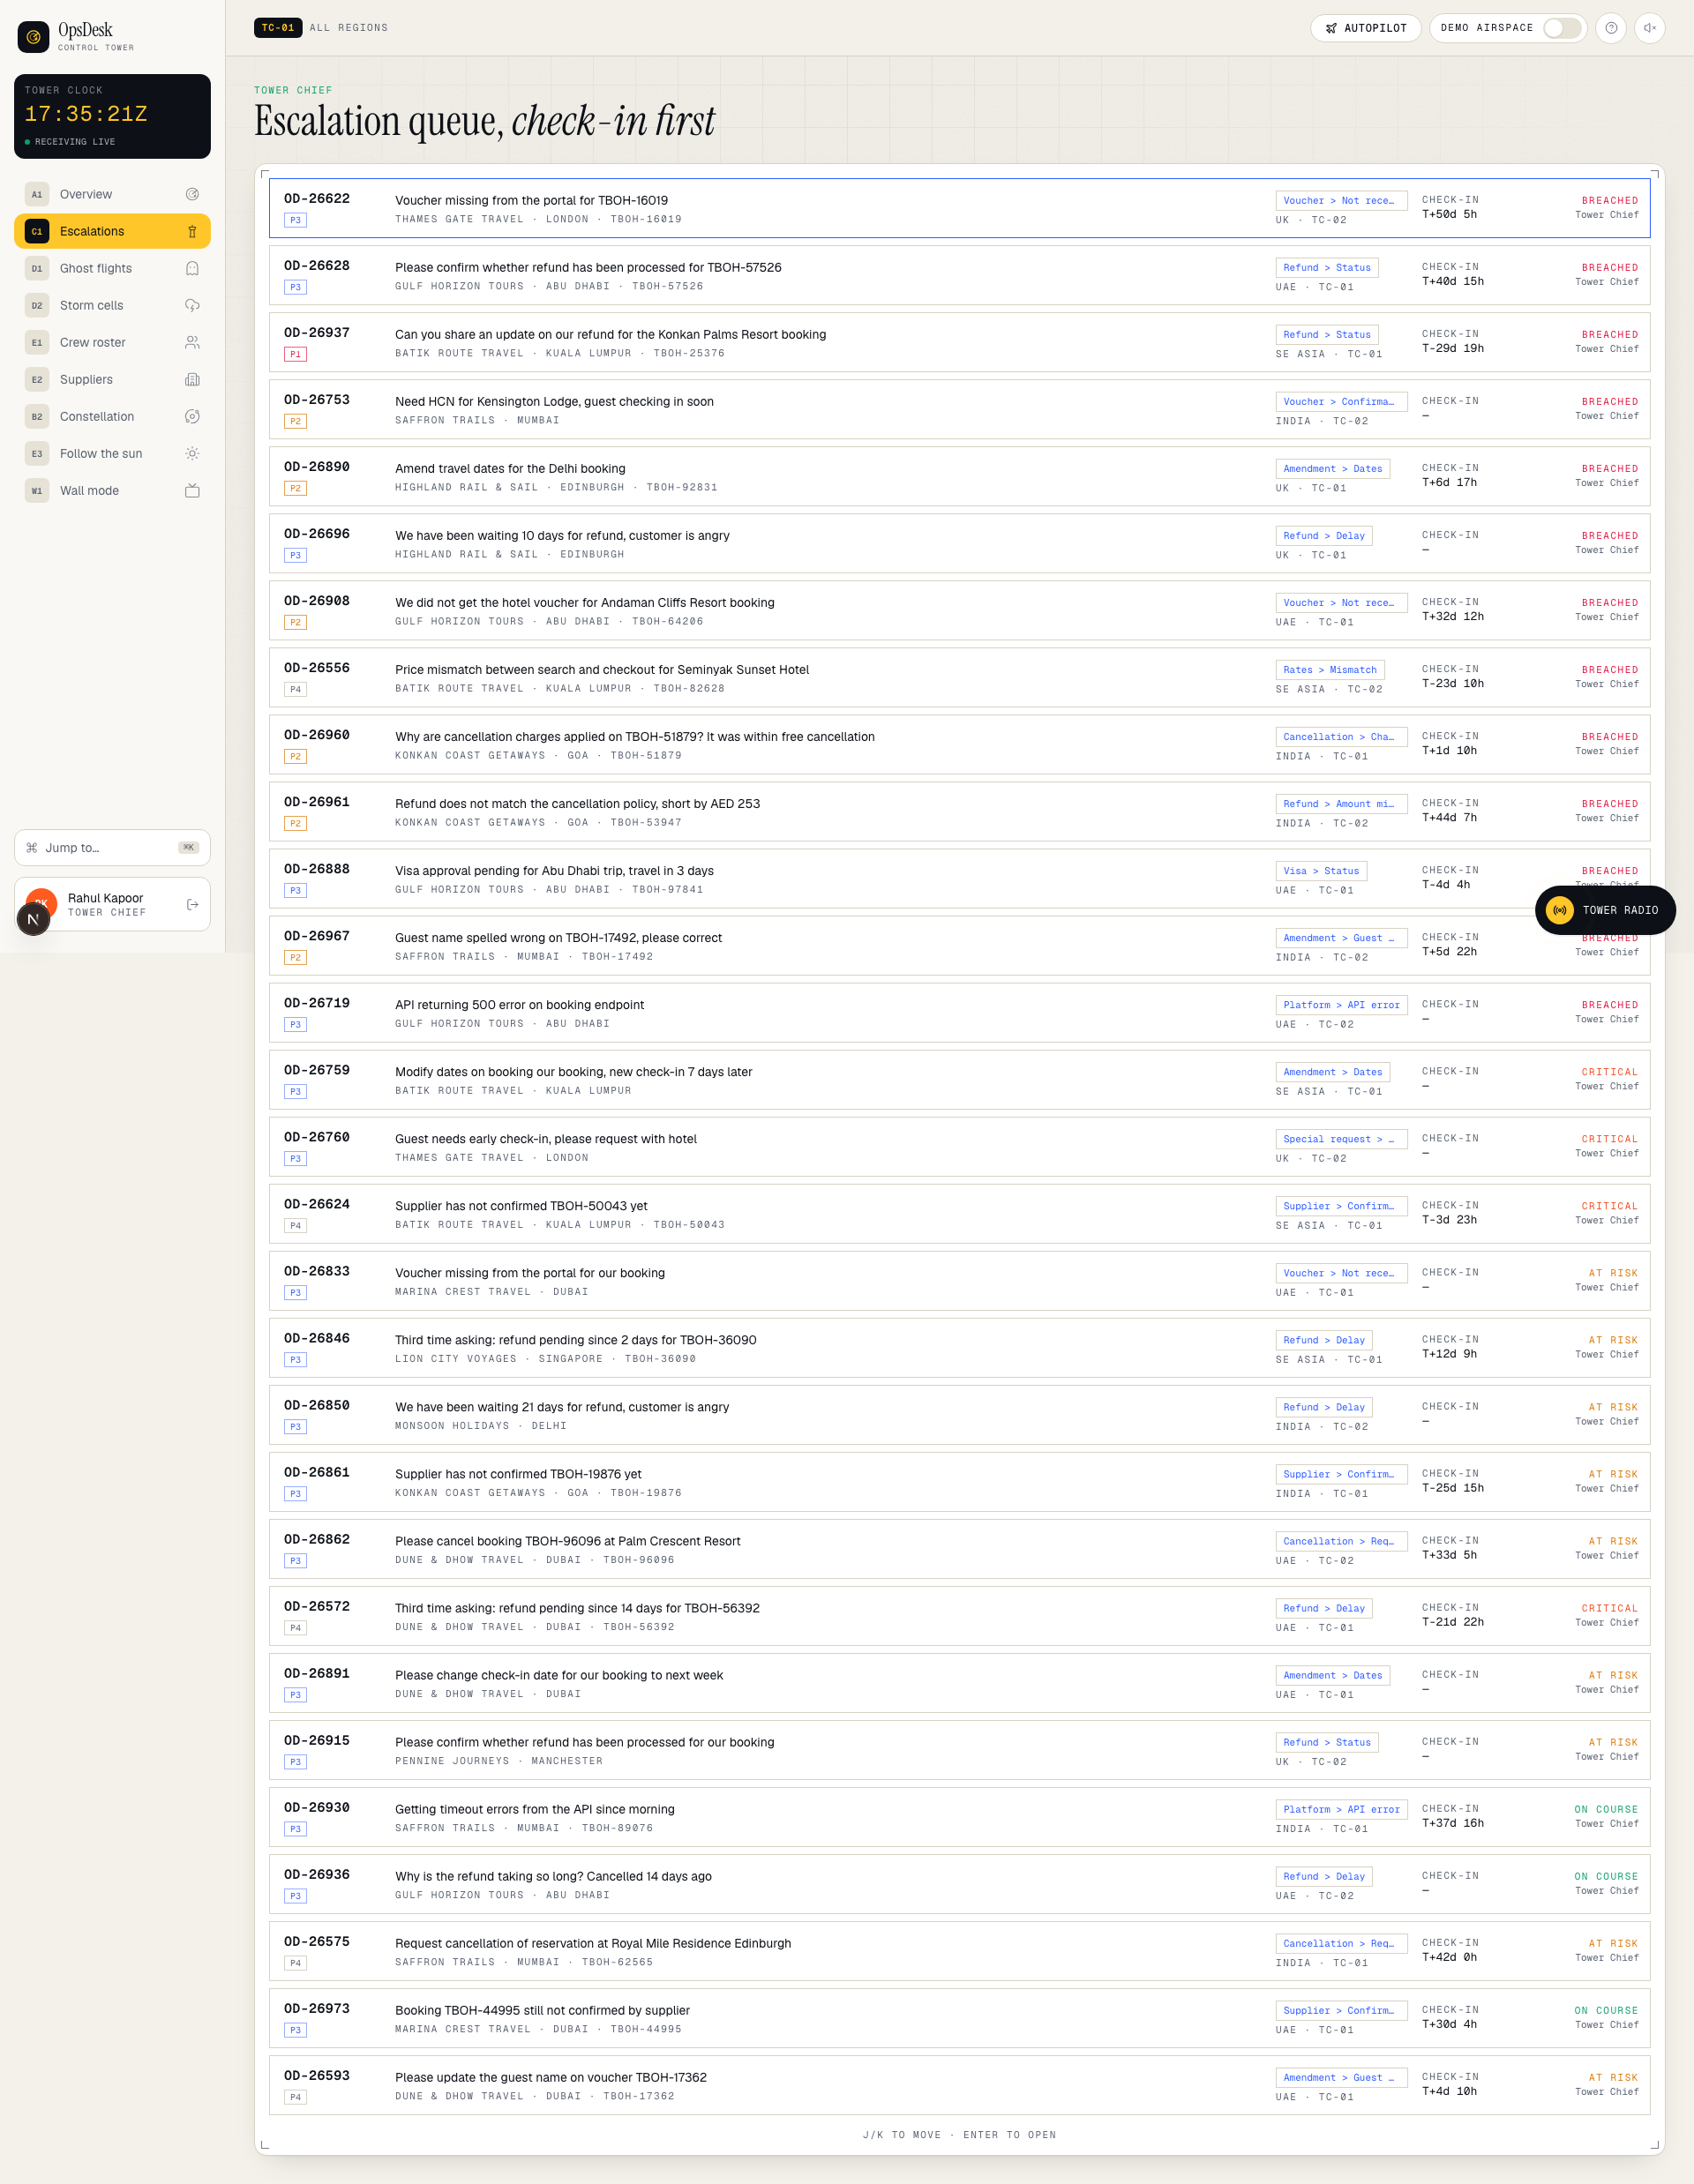 OpsDesk
CONTROL TOWER
TOWER CLOCK
17:35:21Z
RECEIVING LIVE
A1 Overview
C1 Escalations
D1 Ghost flights
D2 Storm cells
E1 Crew roster
E2 Suppliers
B2 Constellation
E3 Follow the sun
W1 Wall mode
⌘ Jump to… ⌘K
Rahul Kapoor
TOWER CHIEF
N
TC-01 ALL REGIONS
AUTOPILOT
DEMO AIRSPACE
TOWER CHIEF
Escalation queue, check-in first
OD-26622 Voucher missing from the portal for TBOH-16019 Voucher > Not rece… CHECK-IN BREACHED
P3 THAMES GATE TRAVEL · LONDON · TBOH-16019 UK · TC-02 T+50d 5h Tower Chief
OD-26628 Please confirm whether refund has been processed for TBOH-57526 Refund > Status CHECK-IN BREACHED
P3 GULF HORIZON TOURS · ABU DHABI · TBOH-57526 UAE · TC-01 T+40d 15h Tower Chief
OD-26937 Can you share an update on our refund for the Konkan Palms Resort booking Refund > Status CHECK-IN BREACHED
P1 BATIK ROUTE TRAVEL · KUALA LUMPUR · TBOH-25376 SE ASIA · TC-01 T-29d 19h Tower Chief
OD-26753 Need HCN for Kensington Lodge, guest checking in soon Voucher > Confirma… CHECK-IN BREACHED
P2 SAFFRON TRAILS · MUMBAI INDIA · TC-02 — Tower Chief
OD-26890 Amend travel dates for the Delhi booking Amendment > Dates CHECK-IN BREACHED
P2 HIGHLAND RAIL & SAIL · EDINBURGH · TBOH-92831 UK · TC-01 T+6d 17h Tower Chief
OD-26696 We have been waiting 10 days for refund, customer is angry Refund > Delay CHECK-IN BREACHED
P3 HIGHLAND RAIL & SAIL · EDINBURGH UK · TC-01 — Tower Chief
OD-26908 We did not get the hotel voucher for Andaman Cliffs Resort booking Voucher > Not rece… CHECK-IN BREACHED
P2 GULF HORIZON TOURS · ABU DHABI · TBOH-64206 UAE · TC-01 T+32d 12h Tower Chief
OD-26556 Price mismatch between search and checkout for Seminyak Sunset Hotel Rates > Mismatch CHECK-IN BREACHED
P4 BATIK ROUTE TRAVEL · KUALA LUMPUR · TBOH-82628 SE ASIA · TC-02 T-23d 10h Tower Chief
OD-26960 Why are cancellation charges applied on TBOH-51879? It was within free cancellation Cancellation > Cha… CHECK-IN BREACHED
P2 KONKAN COAST GETAWAYS · GOA · TBOH-51879 INDIA · TC-01 T+1d 10h Tower Chief
OD-26961 Refund does not match the cancellation policy, short by AED 253 Refund > Amount mi… CHECK-IN BREACHED
P2 KONKAN COAST GETAWAYS · GOA · TBOH-53947 INDIA · TC-02 T+44d 7h Tower Chief
OD-26888 Visa approval pending for Abu Dhabi trip, travel in 3 days Visa > Status CHECK-IN BREACHED
P3 GULF HORIZON TOURS · ABU DHABI · TBOH-97841 UAE · TC-01 T-4d 4h Tower Chief
TOWER RADIO
OD-26967 Guest name spelled wrong on TBOH-17492, please correct Amendment > Guest … CHECK-IN BREACHED
P2 SAFFRON TRAILS · MUMBAI · TBOH-17492 INDIA · TC-02 T+5d 22h
OD-26719 API returning 500 error on booking endpoint Platform > API error CHECK-IN BREACHED
P3 GULF HORIZON TOURS · ABU DHABI UAE · TC-02 — Tower Chief
OD-26759 Modify dates on booking our booking, new check-in 7 days later Amendment > Dates CHECK-IN CRITICAL
P3 BATIK ROUTE TRAVEL · KUALA LUMPUR SE ASIA · TC-01 — Tower Chief
OD-26760 Guest needs early check-in, please request with hotel Special request > … CHECK-IN CRITICAL
P3 THAMES GATE TRAVEL · LONDON UK · TC-02 — Tower Chief
OD-26624 Supplier has not confirmed TBOH-50043 yet Supplier > Confirm… CHECK-IN CRITICAL
P4 BATIK ROUTE TRAVEL · KUALA LUMPUR · TBOH-50043 SE ASIA · TC-01 T-3d 23h Tower Chief
OD-26833 Voucher missing from the portal for our booking Voucher > Not rece… CHECK-IN AT RISK
P3 MARINA CREST TRAVEL · DUBAI UAE · TC-01 — Tower Chief
OD-26846 Third time asking: refund pending since 2 days for TBOH-36090 Refund > Delay CHECK-IN AT RISK
P3 LION CITY VOYAGES · SINGAPORE · TBOH-36090 SE ASIA · TC-01 T+12d 9h Tower Chief
OD-26850 We have been waiting 21 days for refund, customer is angry Refund > Delay CHECK-IN AT RISK
P3 MONSOON HOLIDAYS · DELHI INDIA · TC-02 — Tower Chief
OD-26861 Supplier has not confirmed TBOH-19876 yet Supplier > Confirm… CHECK-IN AT RISK
P3 KONKAN COAST GETAWAYS · GOA · TBOH-19876 INDIA · TC-01 T-25d 15h Tower Chief
OD-26862 Please cancel booking TBOH-96096 at Palm Crescent Resort Cancellation > Req… CHECK-IN AT RISK
P3 DUNE & DHOW TRAVEL · DUBAI · TBOH-96096 UAE · TC-02 T+33d 5h Tower Chief
OD-26572 Third time asking: refund pending since 14 days for TBOH-56392 Refund > Delay CHECK-IN CRITICAL
P4 DUNE & DHOW TRAVEL · DUBAI · TBOH-56392 UAE · TC-01 T-21d 22h Tower Chief
OD-26891 Please change check-in date for our booking to next week Amendment > Dates CHECK-IN AT RISK
P3 DUNE & DHOW TRAVEL · DUBAI UAE · TC-01 — Tower Chief
OD-26915 Please confirm whether refund has been processed for our booking Refund > Status CHECK-IN AT RISK
P3 PENNINE JOURNEYS · MANCHESTER UK · TC-02 — Tower Chief
OD-26930 Getting timeout errors from the API since morning Platform > API error CHECK-IN ON COURSE
P3 SAFFRON TRAILS · MUMBAI · TBOH-89076 INDIA · TC-01 T+37d 16h Tower Chief
OD-26936 Why is the refund taking so long? Cancelled 14 days ago Refund > Delay CHECK-IN ON COURSE
P3 GULF HORIZON TOURS · ABU DHABI UAE · TC-02 — Tower Chief
OD-26575 Request cancellation of reservation at Royal Mile Residence Edinburgh Cancellation > Req… CHECK-IN AT RISK
P4 SAFFRON TRAILS · MUMBAI · TBOH-62565 INDIA · TC-01 T+42d 0h Tower Chief
OD-26973 Booking TBOH-44995 still not confirmed by supplier Supplier > Confirm… CHECK-IN ON COURSE
P3 MARINA CREST TRAVEL · DUBAI · TBOH-44995 UAE · TC-01 T+30d 4h Tower Chief
OD-26593 Please update the guest name on voucher TBOH-17362 Amendment > Guest … CHECK-IN AT RISK
P4 DUNE & DHOW TRAVEL · DUBAI · TBOH-17362 UAE · TC-01 T+4d 10h Tower Chief
J/K TO MOVE · ENTER TO OPEN